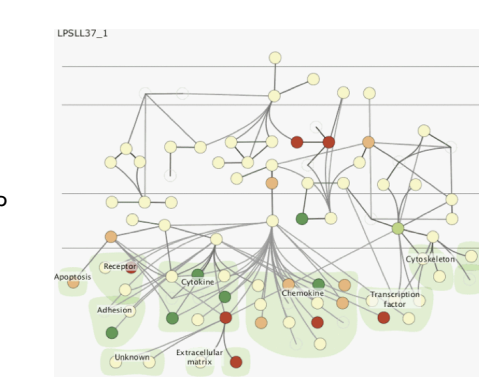 LPSLL37_1
Cytoskeleton
Receptor
Apoptosis
Cytokine
Chemokine
Transcription
factor
Adhesion
Unknown
Extracellular
matrix